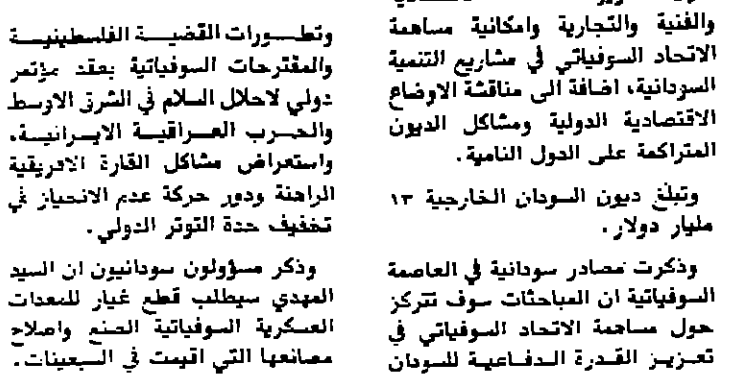 والفنية والتجارية وامكانية مساهمة
الاتحاد السوفياتي في مشاريع التنمية
السودانية، اضافة الى مناقشة الاوضاع
الاقتصادية الدولية ومشاكل الديون
المتراكمة على الدول النامية.
وتبلغ ديون السودان الخارجية ١٣
مليار دولار.
وذكرت مصادر سودانية في العاصمة
السوفياتية ان المباحثات سوف تتركز
حول مساهمة الاتحاد السوفياتي في
تعزيز القدرة الدفاعية للسودان
وتطورات القضية الفلسطينية
والمقترحات السوفياتية بعقد مؤتمر
دولي لاحلال السلام في الشرق الاوسط
والحرب العراقية الايرانية،
واستعراض مشاكل القارة الافريقية
الراهنة ودور حركة عدم الانحياز في
تخفيف حدة التوتر الدولي.
وذكر مسؤولون سودانيون ان السيد
المهدي سيطلب قطع غيار للمعدات
العسكرية السوفياتية الصنع واصلاح
مصانعها التي اقيمت في السبعينات.